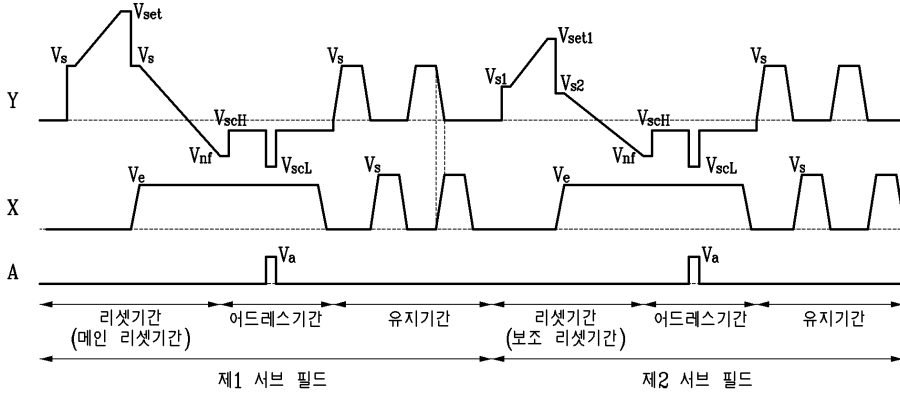 Vset
Vs
Vs
Y
VscH
Vnf
VscL
Vs
Vs1
Vset1
Vs2
VscH
Vnf
VscL
Vs
X
Ve
Vs
Ve
Vs
A
Va
Va
리셋기간
(메인 리셋기간)
어드레스기간
유지기간
리셋기간
(보조 리셋기간)
어드레스기간
유지기간
제1 서브 필드
제2 서브 필드